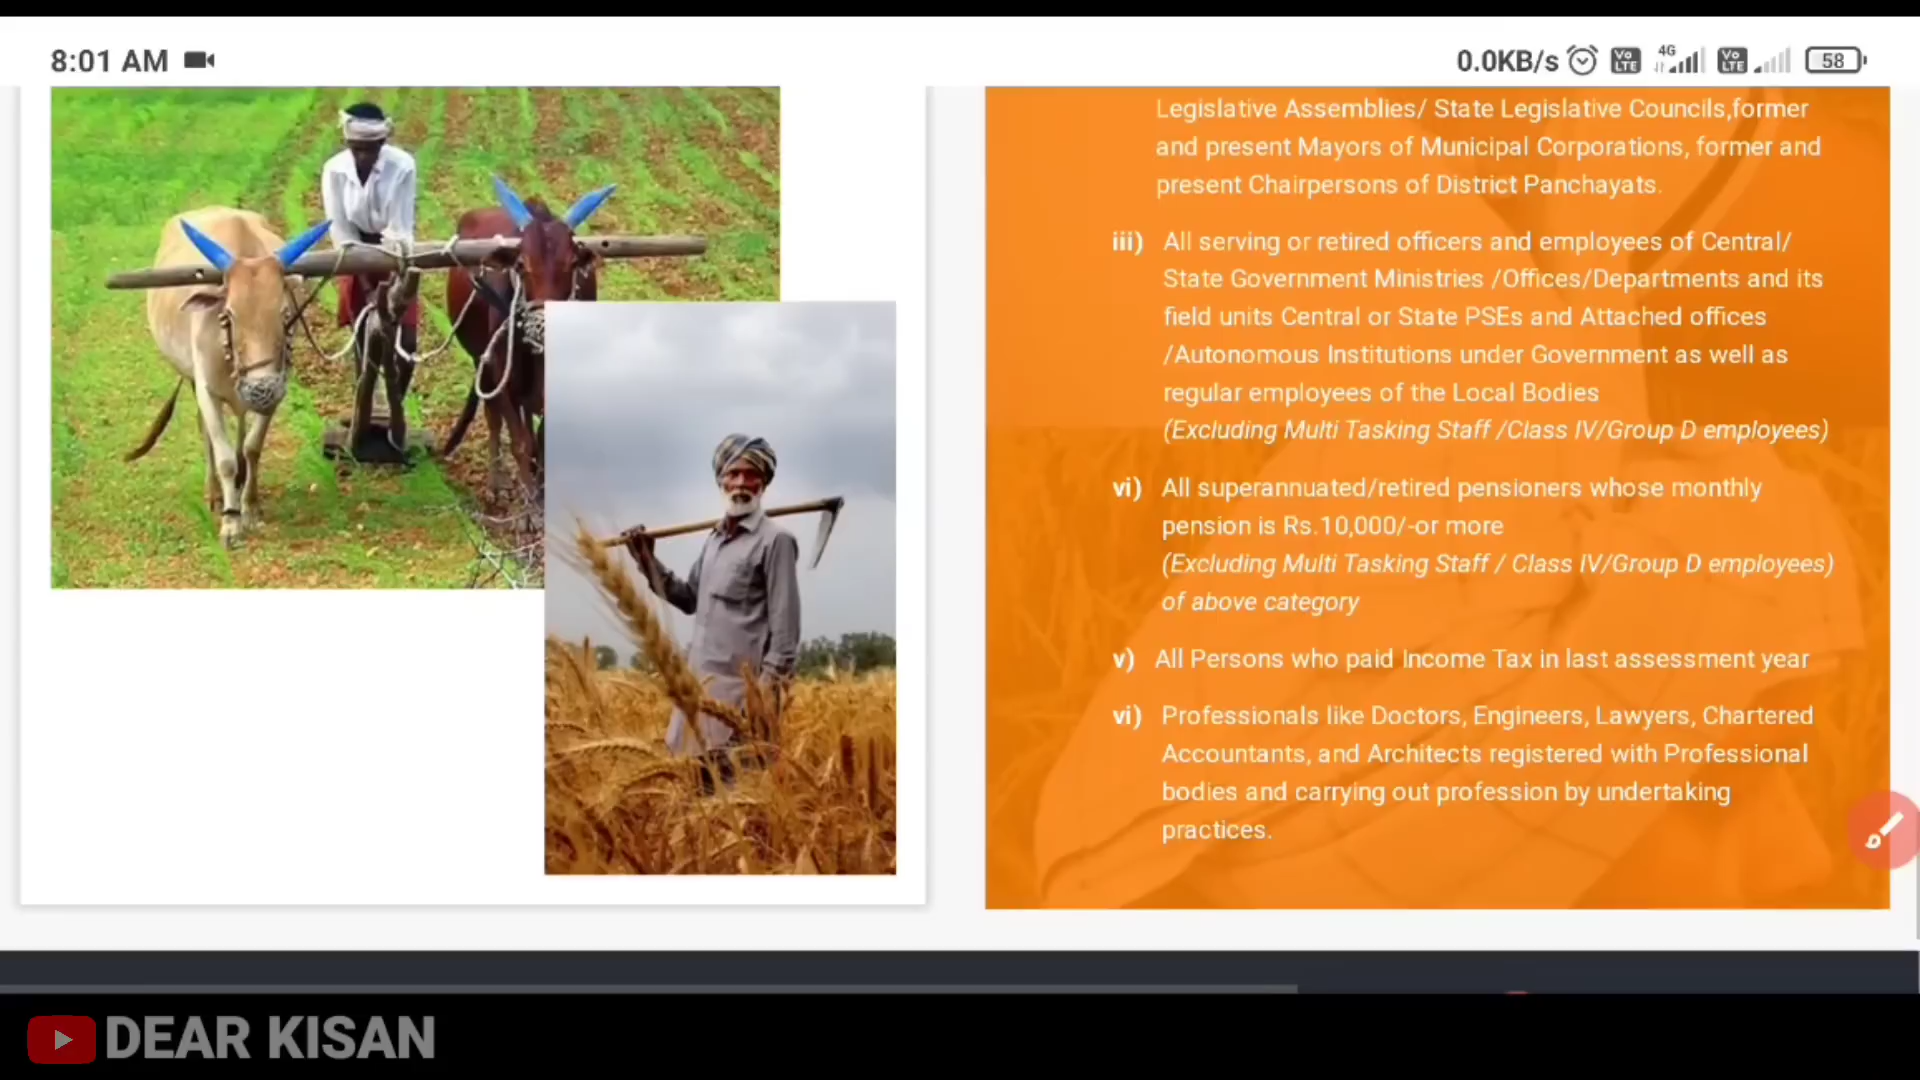 8:01 AM
0.0KB/s Vo LTE 4G Vo LTE 58
Legislative Assemblies/ State Legislative Councils,former
and present Mayors of Municipal Corporations, former and
present Chairpersons of District Panchayats.
iii) All serving or retired officers and employees of Central/
State Government Ministries /Offices/Departments and its
field units Central or State PSEs and Attached offices
/Autonomous Institutions under Government as well as
regular employees of the Local Bodies
(Excluding Multi Tasking Staff /Class IV/Group D employees)
vi) All superannuated/retired pensioners whose monthly
pension is Rs.10,000/-or more
(Excluding Multi Tasking Staff / Class IV/Group D employees)
of above category
v) All Persons who paid Income Tax in last assessment year
vi) Professionals like Doctors, Engineers, Lawyers, Chartered
Accountants, and Architects registered with Professional
bodies and carrying out profession by undertaking
practices.
DEAR KISAN